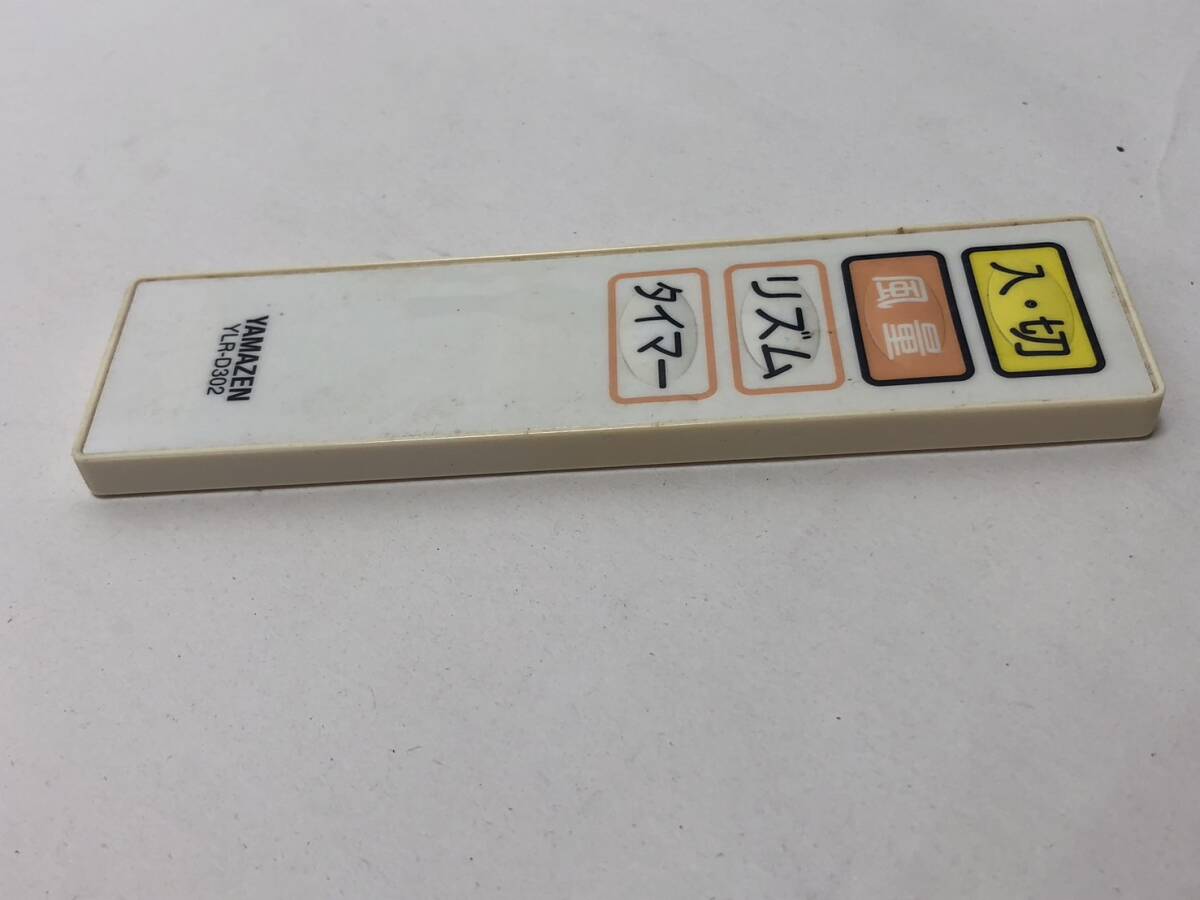 入・切
風量
リズム
タイマー
YAMAZEN
YLR-D302